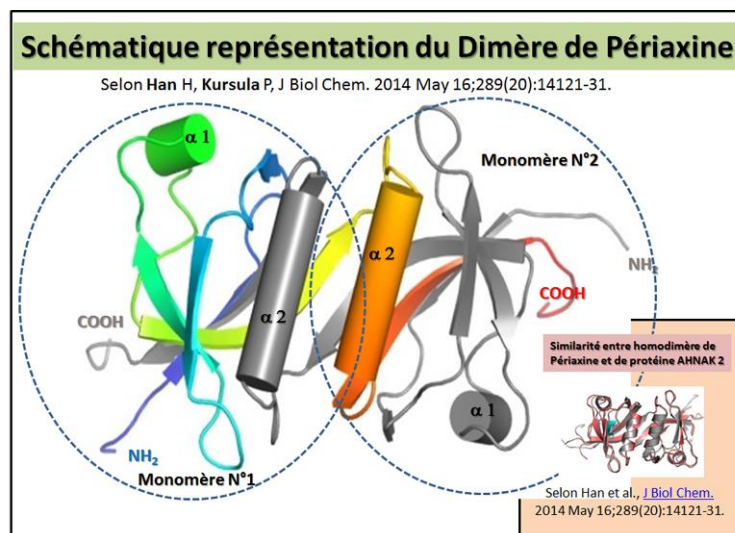 Schématique représentation du Dimère de Périaxine
Selon Han H, Kursula P, J Biol Chem. 2014 May 16;289(20):14121-31.
α 1
Monomère N°2
α 2
NH2
COOH
COOH
α 2
Similarité entre homodimère de
Périaxine et de protéine AHNAK 2
α 1
NH2
Monomère N°1
Selon Han et al., J Biol Chem.
2014 May 16;289(20):14121-31.